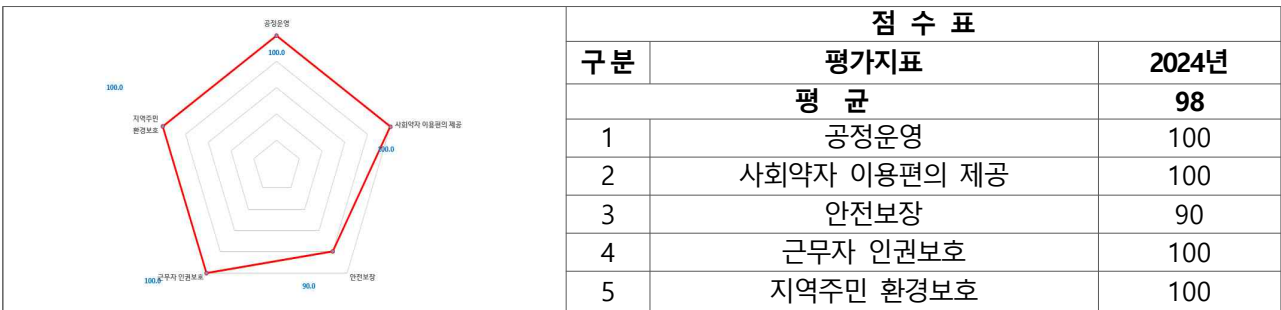 공정운영
100.0
100.0
지역주민
환경보호
사회약자 이용편의 제공
100.0
근무자 인권보호
100.0
안전보장
90.0
점 수 표
구분 평가지표 2024년
평 균 98
1 공정운영 100
2 사회약자 이용편의 제공 100
3 안전보장 90
4 근무자 인권보호 100
5 지역주민 환경보호 100